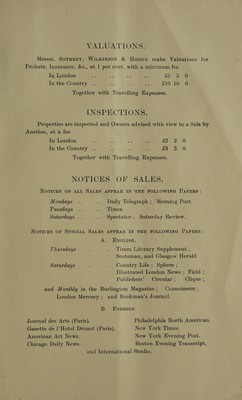 VALUATIONS.
Messrs. SOTHEBY, WILKINSON & HODGE make Valuations for
Probate, Insurance, &c., at 1 per cent. with a minimum fee
In London .. .. .. .. £5 5 0
In the Country .. .. .. .. £10 10 0
Together with Travelling Expenses.
INSPECTIONS.
Properties are inspected and Owners advised with view to a Sale by
Auction, at a fee
In London .. .. .. .. £2 2 0
In the Country .. .. .. .. £3 3 0
Together with Travelling Expenses.
NOTICES OF SALES.
NOTICES OF ALL SALES APPEAR IN THE FOLLOWING PAPERS :
Mondays .. .. Daily Telegraph ; Morning Post.
Tuesdays .. .. Times.
Saturdays .. .. Spectator ; Saturday Review.
NOTICES OF SPECIAL SALES APPEAR IN THE FOLLOWING PAPERS :
A. ENGLISH.
Thursdays .. Times Literary Supplement ;
Scotsman, and Glasgow Herald.
Saturdays .. Country Life ; Sphere ;
Illustrated London News ; Field ;
Publishers' Circular ; Clique ;
and Monthly in the Burlington Magazine ; Connoisseur ;
London Mercury ; and Bookman's Journal.
B. FOREIGN.
Journal des Arts (Paris).
Gazette de l'Hotel Drouot (Paris).
American Art News.
Chicago Daily News.
Philadelphia North American.
New York Times.
New York Evening Post.
Boston Evening Transcript,
and International Studio.